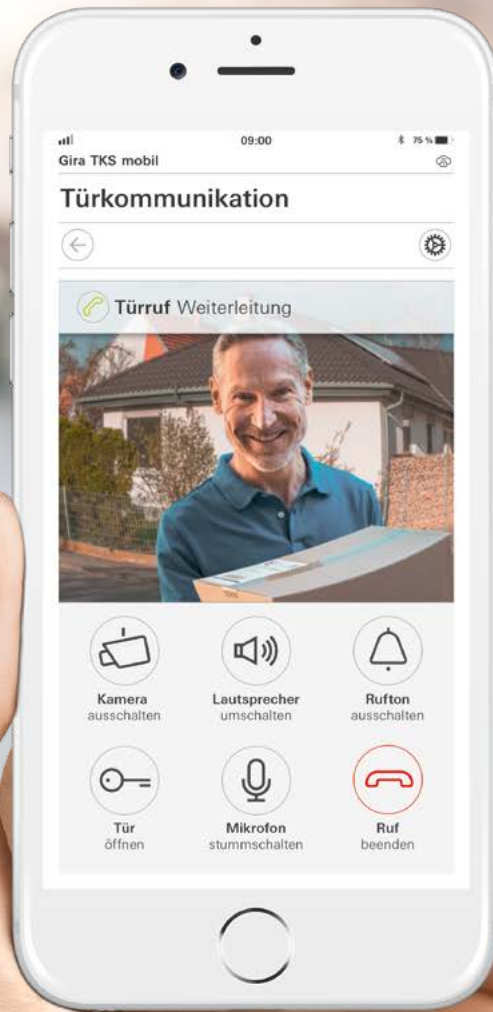 09:00
75 %
Gira TKS mobil
Türkommunikation
Türruf Weiterleitung
Kamera
ausschalten
Lautsprecher
umschalten
Rufton
ausschalten
Tür
öffnen
Mikrofon
stummschalten
Ruf
beenden